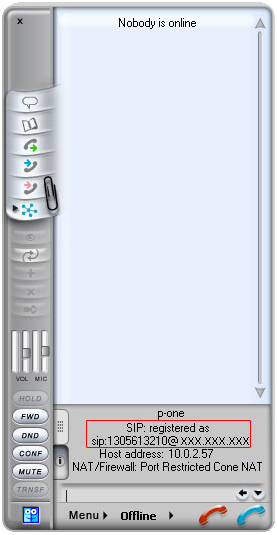 x
Nobody is online
VOL MIC
HOLD
FWD
DND
CONF
MUTE
TRNSF
p-one
SIP: registered as
sip:1305613210@ XXX.XXX.XXX
Host address: 10.0.2.57
NAT/Firewall: Port Restricted Cone NAT
i
Menu Offline